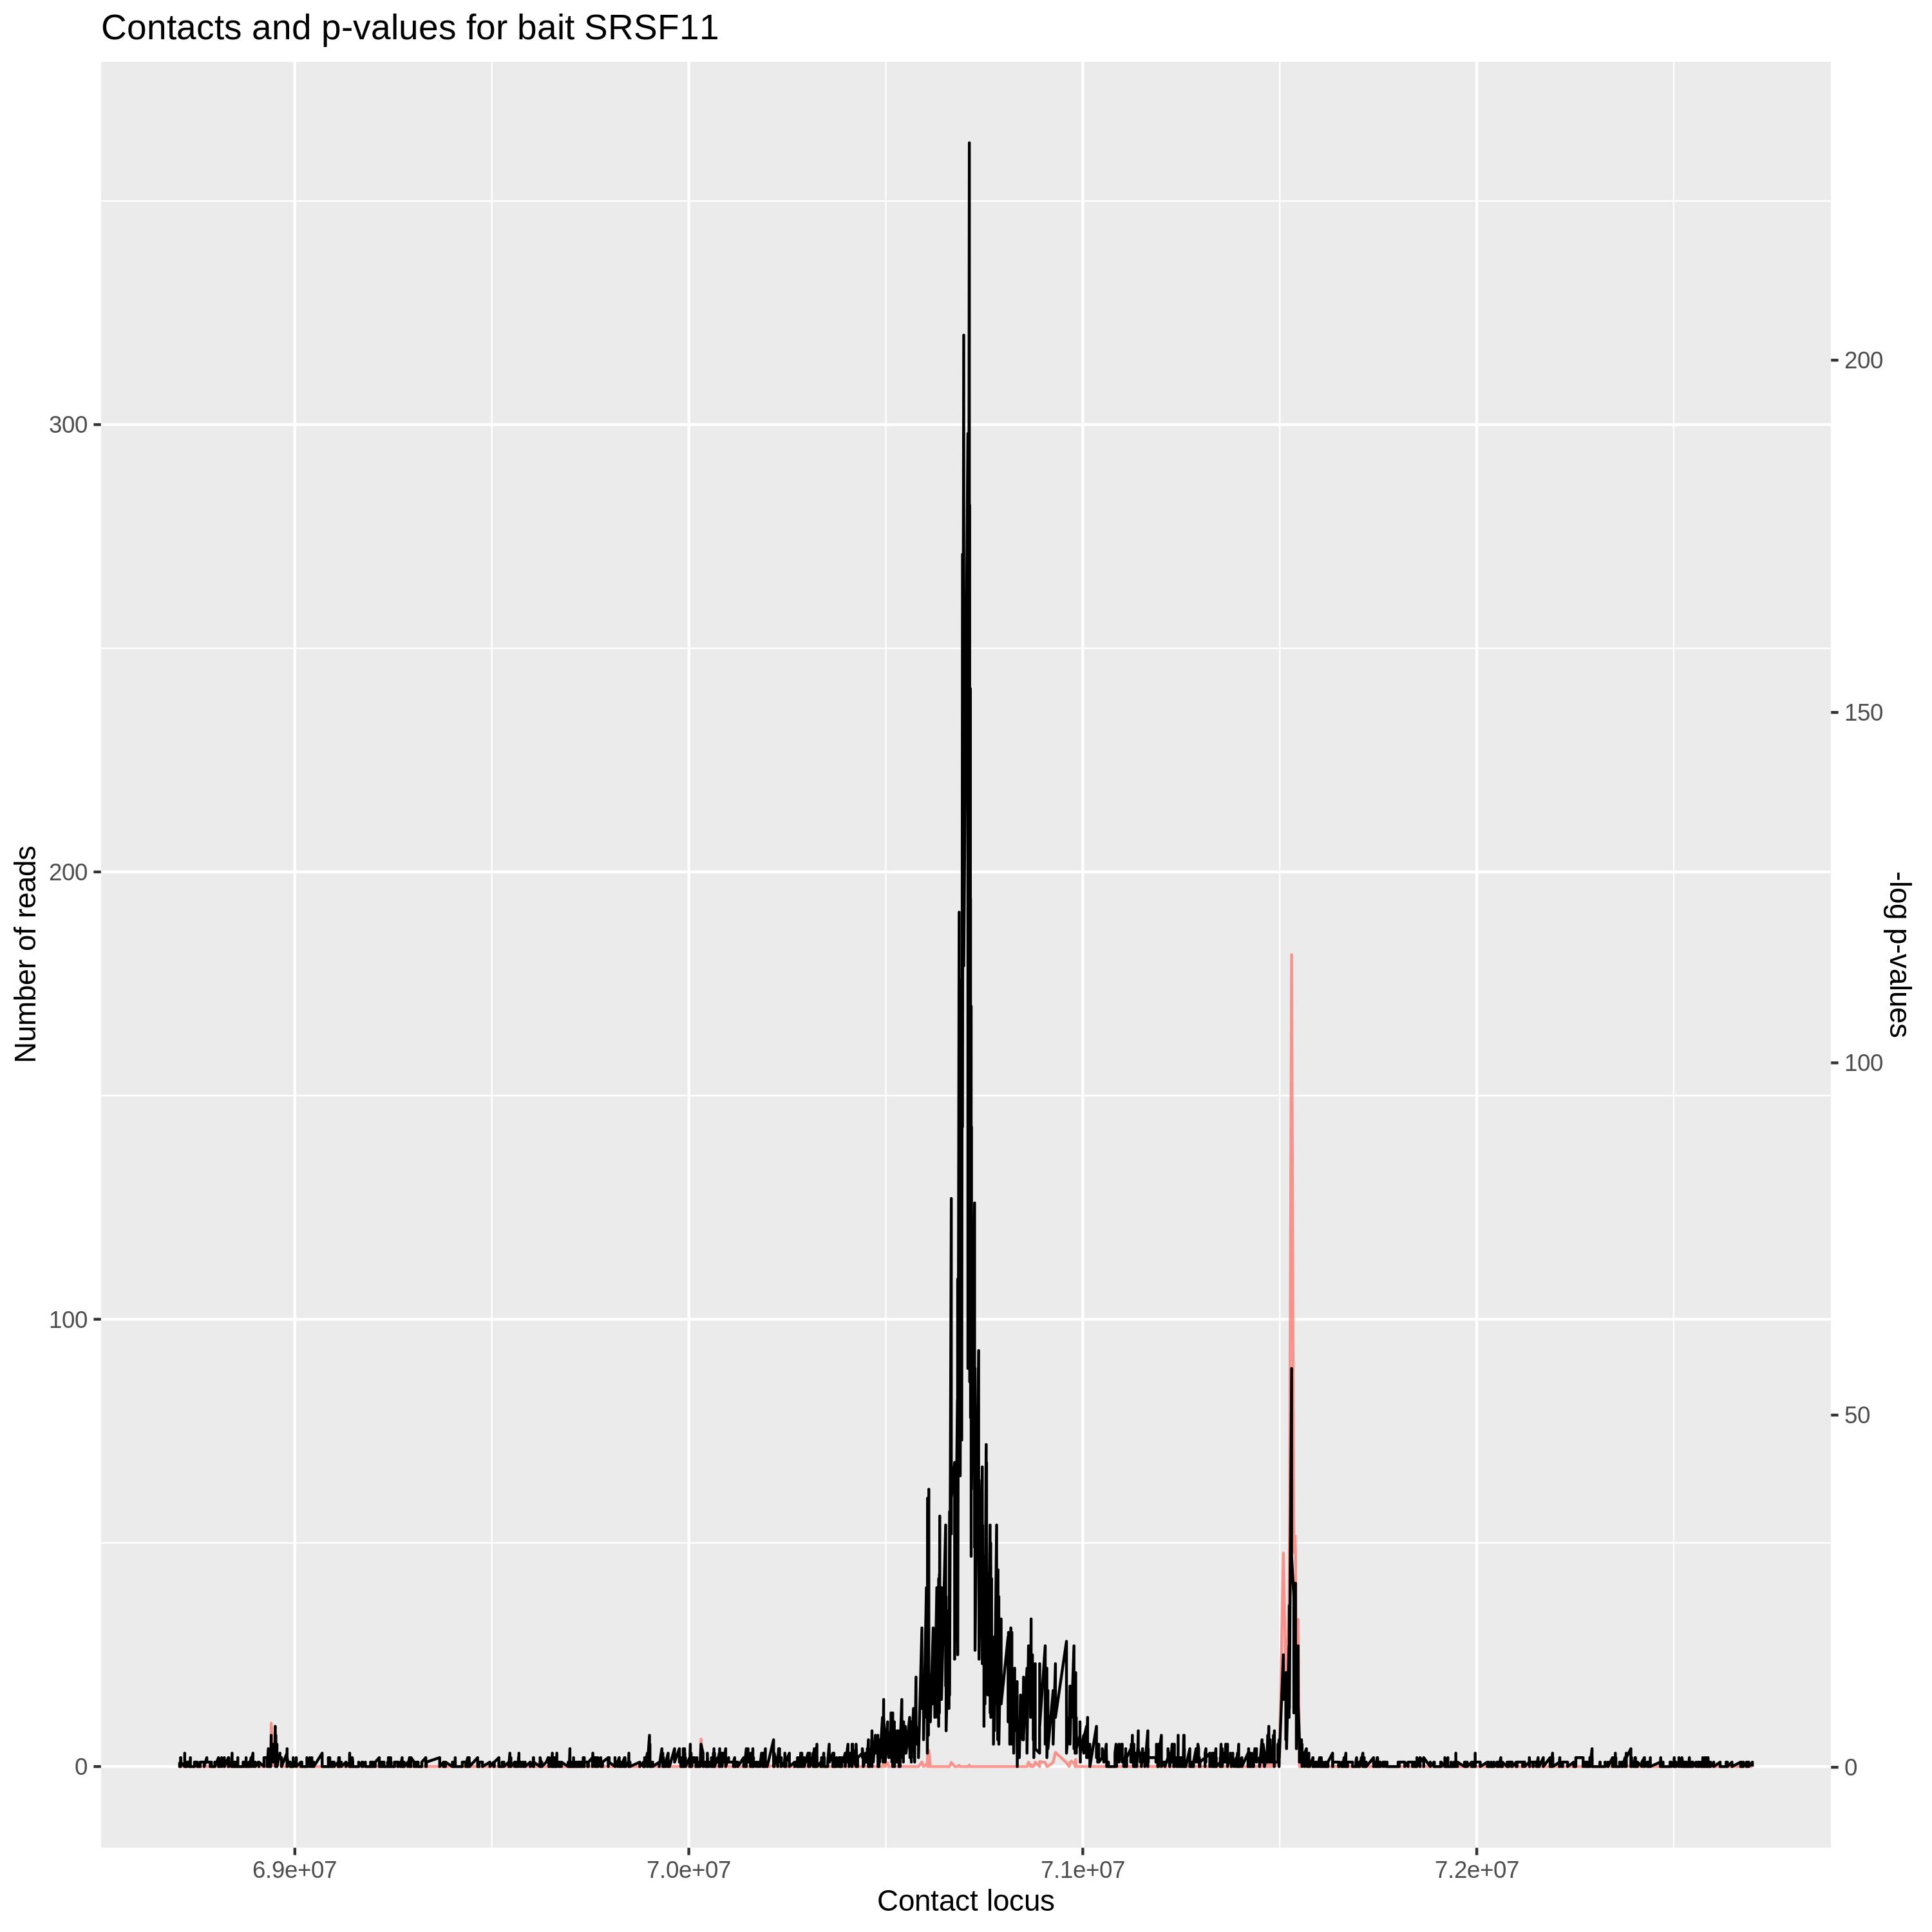 Contacts and p-values for bait SRSF11
Number of reads
300
200
100
0
-log p-values
200
150
100
50
0
6.9e+07
7.0e+07
7.1e+07
7.2e+07
Contact locus